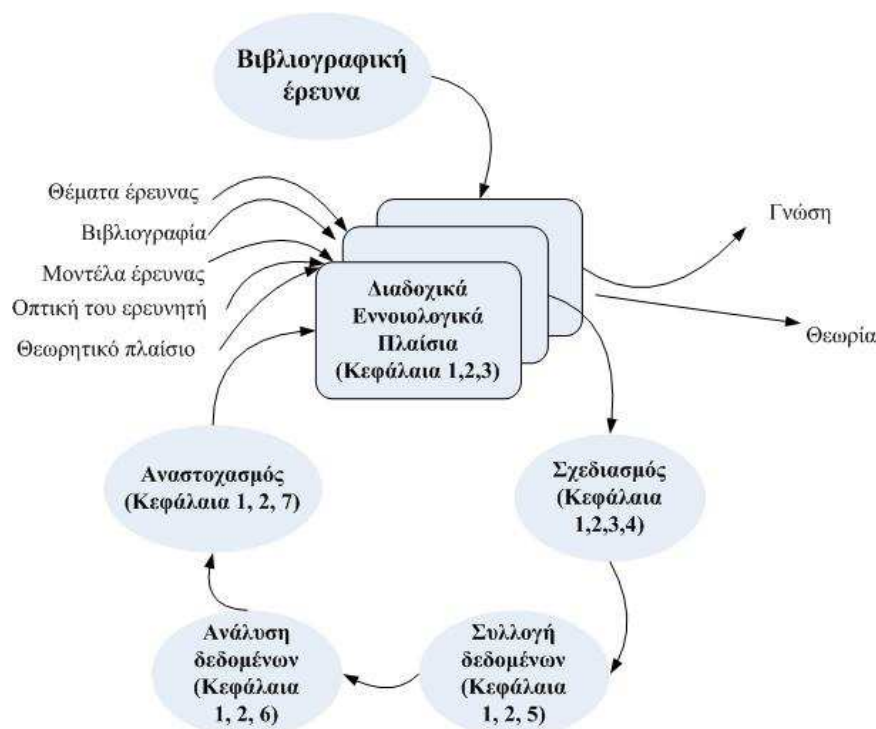 Βιβλιογραφική
έρευνα
Θέματα έρευνας
Βιβλιογραφία
Μοντέλα έρευνας
Οπτική του ερευνητή
Θεωρητικό πλαίσιο
Διαδοχικά
Εννοιολογικά
Πλαίσια
(Κεφάλαια 1,2,3)
Γνώση
Θεωρία
Αναστοχασμός
(Κεφάλαια 1, 2, 7)
Σχεδιασμός
(Κεφάλαια
1,2,3,4)
Ανάλυση
δεδομένων
(Κεφάλαια
1, 2, 6)
Συλλογή
δεδομένων
(Κεφάλαια
1, 2, 5)